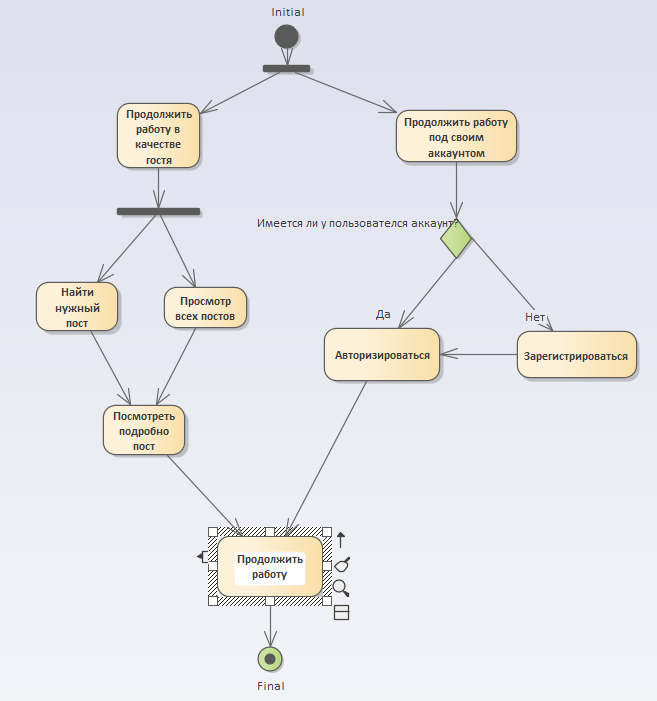 Initial
Продолжить
работу в
качестве
гостя
Продолжить работу
под своим
аккаунтом
Имеется ли у пользователся аккаунт?
Найти
нужный
пост
Просмотр
всех постов
Да
Нет
Авторизироваться
Зарегистрироваться
Посмотреть
подробно
пост
Продолжить
работу
Final